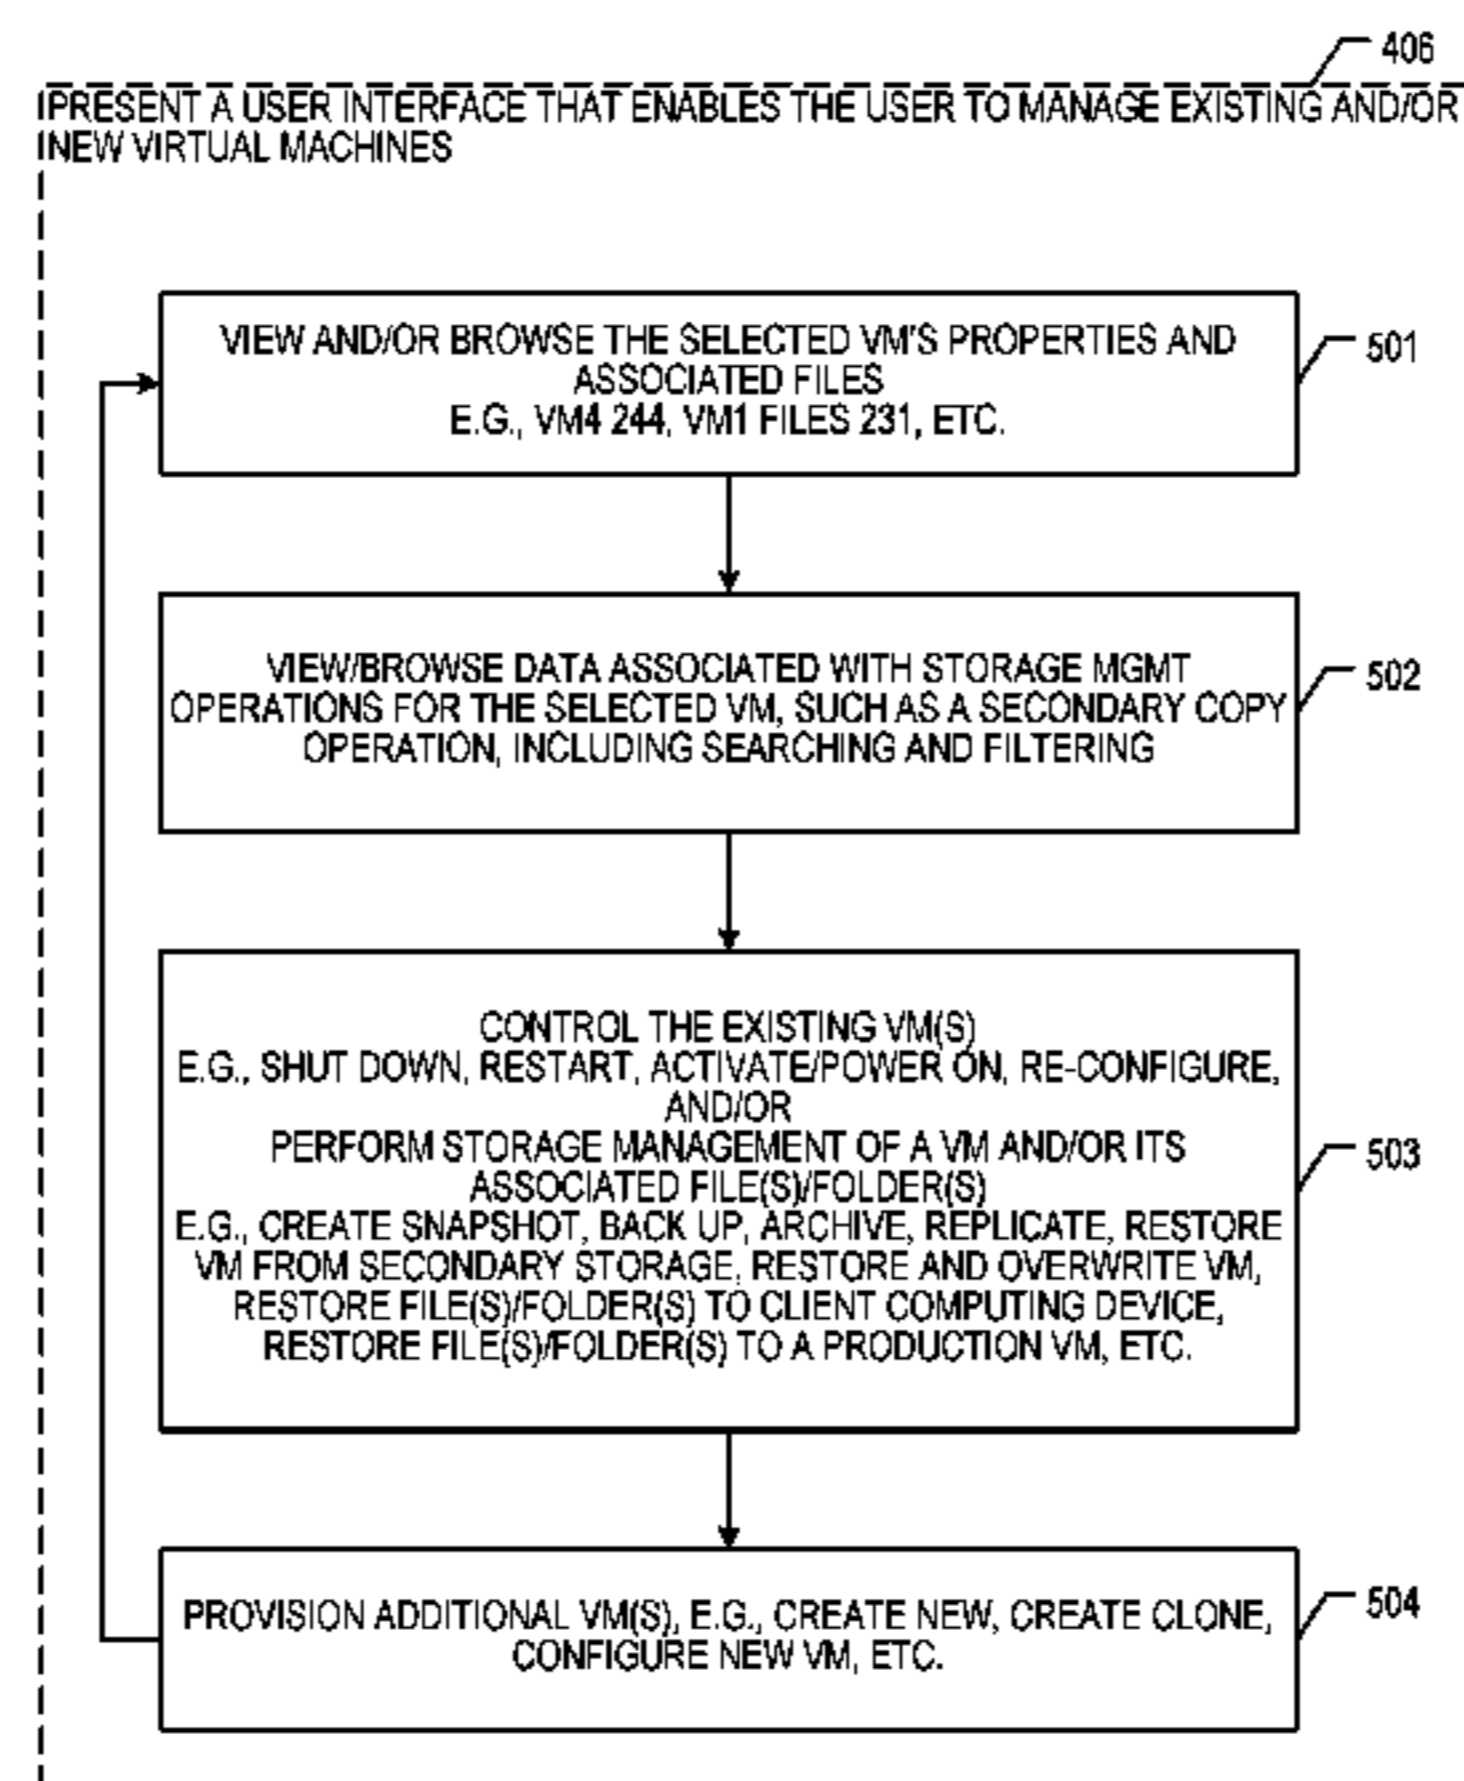 406
PRESENT A USER INTERFACE THAT ENABLES THE USER TO MANAGE EXISTING AND/OR
NEW VIRTUAL MACHINES
VIEW AND/OR BROWSE THE SELECTED VM'S PROPERTIES AND
ASSOCIATED FILES
E.G., VM4 244, VM1 FILES 231, ETC.
501
VIEW/BROWSE DATA ASSOCIATED WITH STORAGE MGMT
OPERATIONS FOR THE SELECTED VM, SUCH AS A SECONDARY COPY
OPERATION, INCLUDING SEARCHING AND FILTERING
502
CONTROL THE EXISTING VM(S)
E.G., SHUT DOWN, RESTART, ACTIVATE/POWER ON, RE-CONFIGURE,
AND/OR
PERFORM STORAGE MANAGEMENT OF A VM AND/OR ITS
ASSOCIATED FILE(S)/FOLDER(S)
E.G., CREATE SNAPSHOT, BACK UP, ARCHIVE, REPLICATE, RESTORE
VM FROM SECONDARY STORAGE, RESTORE AND OVERWRITE VM,
RESTORE FILE(S)/FOLDER(S) TO CLIENT COMPUTING DEVICE,
RESTORE FILE(S)/FOLDER(S) TO A PRODUCTION VM, ETC.
503
PROVISION ADDITIONAL VM(S), E.G., CREATE NEW, CREATE CLONE,
CONFIGURE NEW VM, ETC.
504